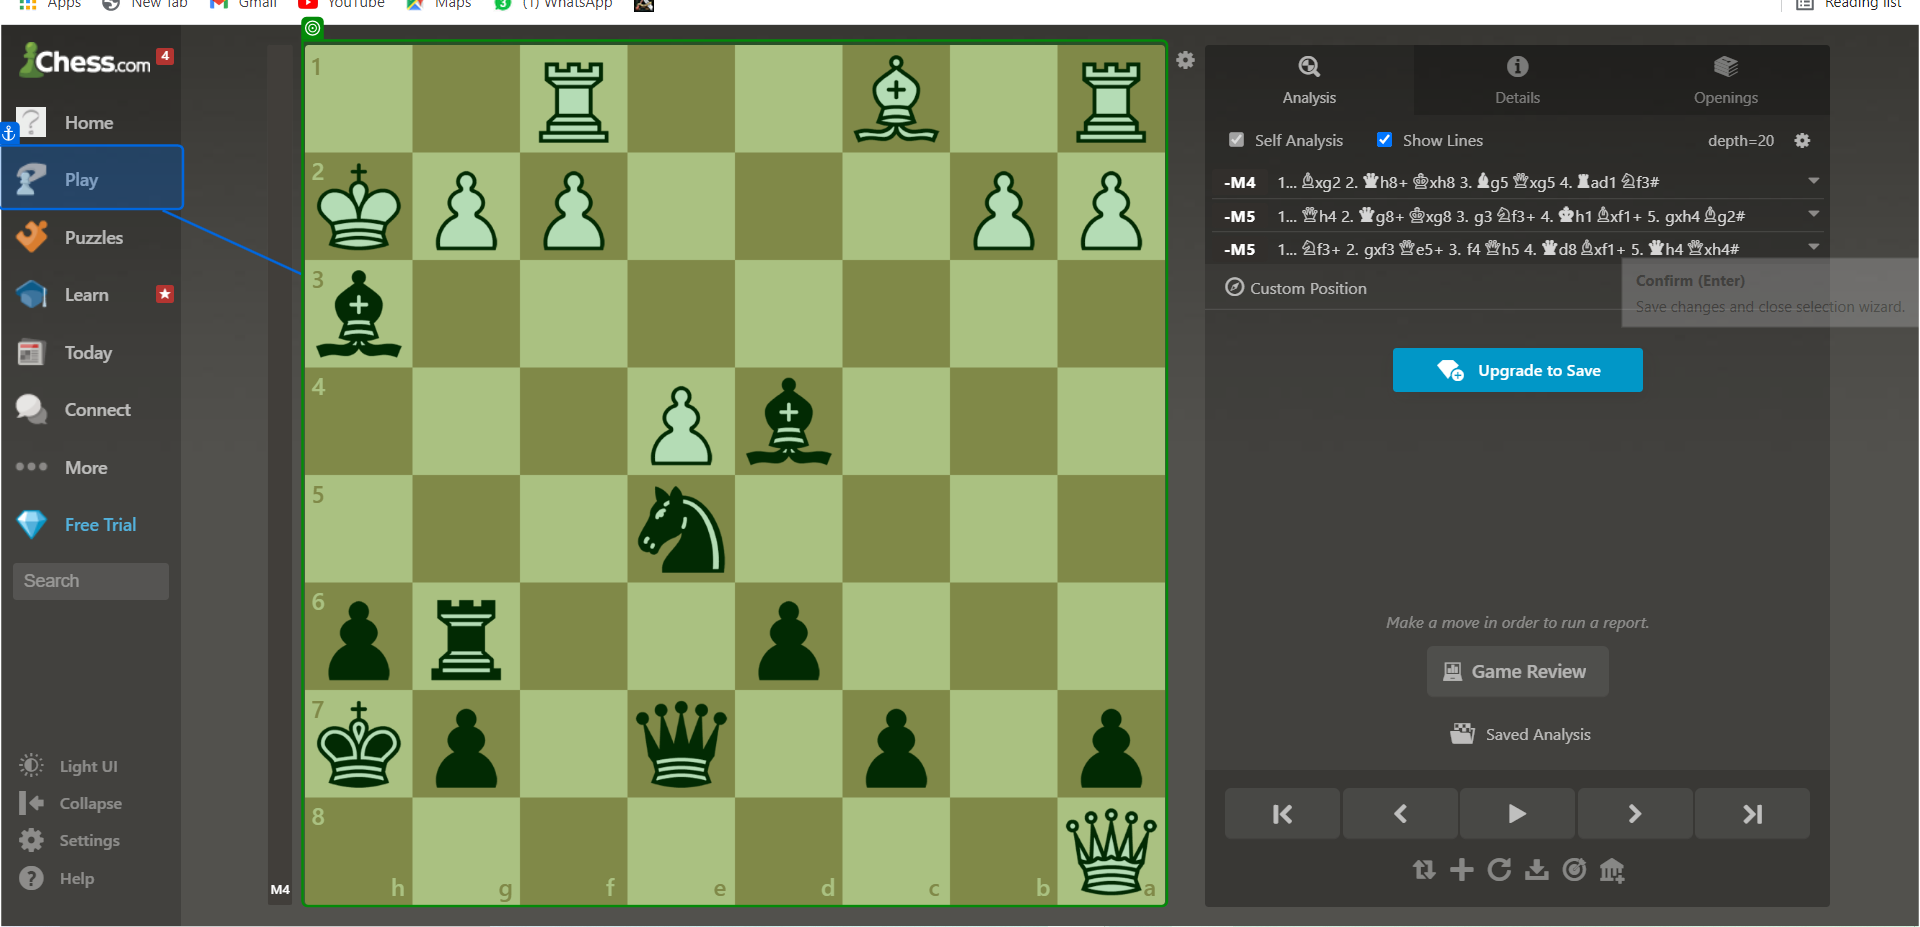 Apps New Tab Gmail YouTube Maps 3 (1) WhatsApp Reading list
Chess.com 4
Home
Play
Puzzles
Learn
Today
Connect
More
Free Trial
Search
Light UI
Collapse
Settings
Help
M4
1
2
3
4
5
6
7
8
h g f e d c b a
Analysis Details Openings
Self Analysis Show Lines depth=20
-M4 1... ♗xg2 2. ♛h8+ ♔xh8 3. ♝g5 ♕xg5 4. ♜ad1 ♘f3#
-M5 1... ♕h4 2. ♛g8+ ♔xg8 3. g3 ♘f3+ 4. ♚h1 ♗xf1+ 5. gxh4 ♗g2#
-M5 1... ♘f3+ 2. gxf3 ♕e5+ 3. f4 ♕h5 4. ♛d8 ♗xf1+ 5. ♛h4 ♕xh4#
Custom Position
Confirm (Enter)
Save changes and close selection wizard.
Upgrade to Save
Make a move in order to run a report.
Game Review
Saved Analysis